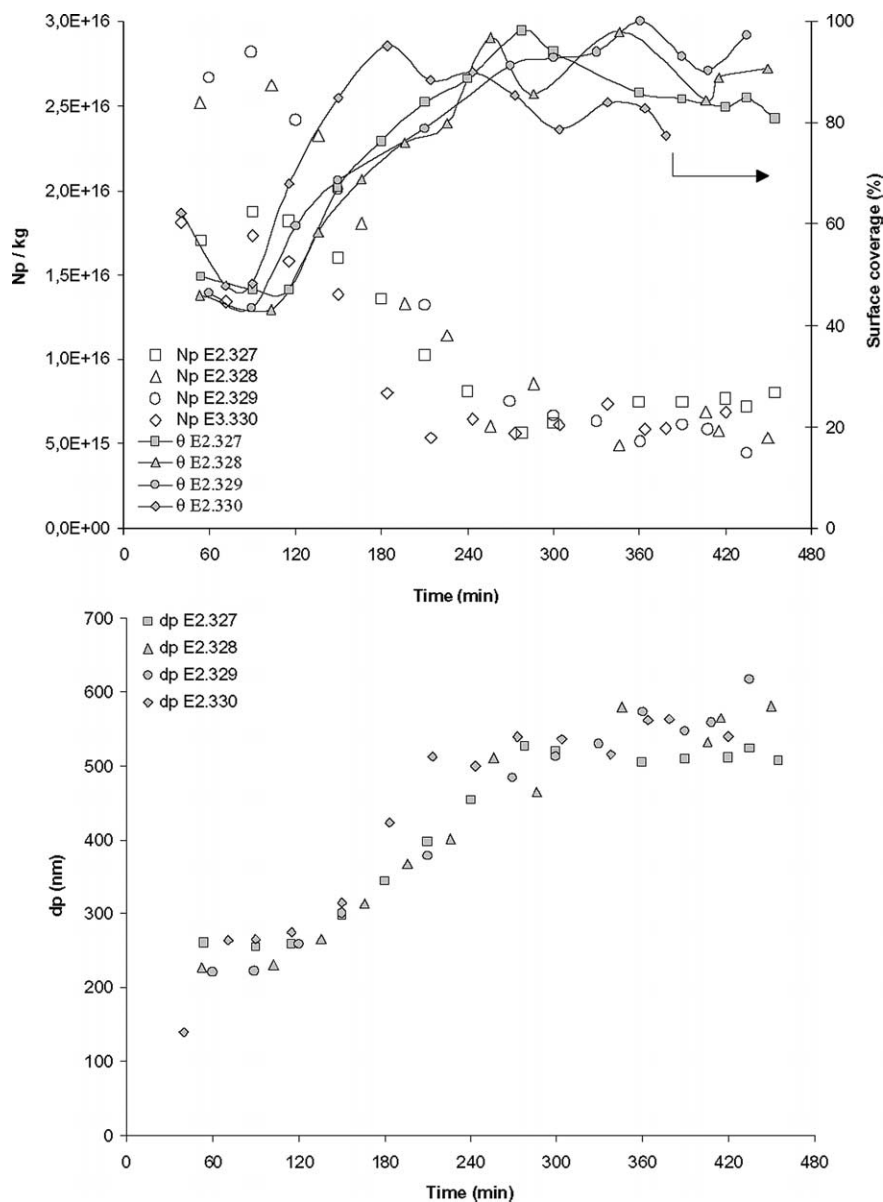 3,0E+16
2,5E+16
2,0E+16
1,5E+16
1,0E+16
5,0E+15
0,0E+00
Np / kg
100
80
60
40
20
0
Surface coverage (%)
Np E2.327
Np E2.328
Np E2.329
Np E3.330
θ E2.327
θ E2.328
θ E2.329
θ E2.330
0 60 120 180 240 300 360 420 480
Time (min)
700
600
500
400
300
200
100
0
dp (nm)
dp E2.327
dp E2.328
dp E2.329
dp E2.330
0 60 120 180 240 300 360 420 480
Time (min)